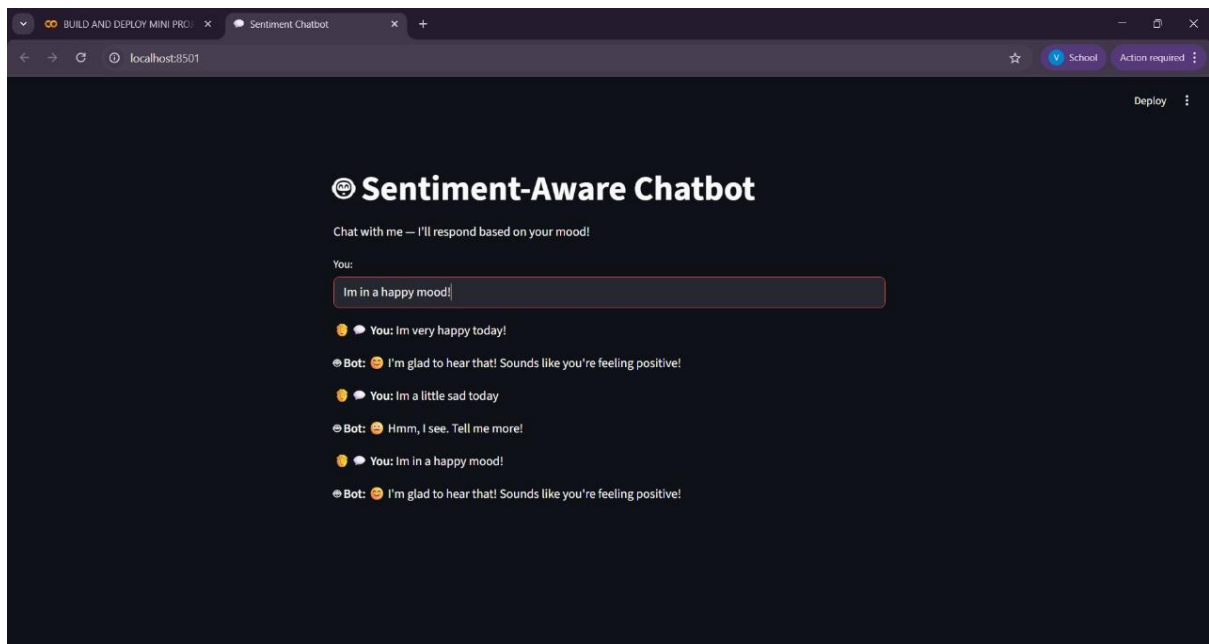 BUILD AND DEPLOY MINI PRO
Sentiment Chatbot
localhost:8501
V School
Action required
Deploy
Sentiment-Aware Chatbot
Chat with me — I'll respond based on your mood!
You:
Im in a happy mood!
You: Im very happy today!
Bot: 😊 I'm glad to hear that! Sounds like you're feeling positive!
You: Im a little sad today
Bot: Hmm, I see. Tell me more!
You: Im in a happy mood!
Bot: 😊 I'm glad to hear that! Sounds like you're feeling positive!